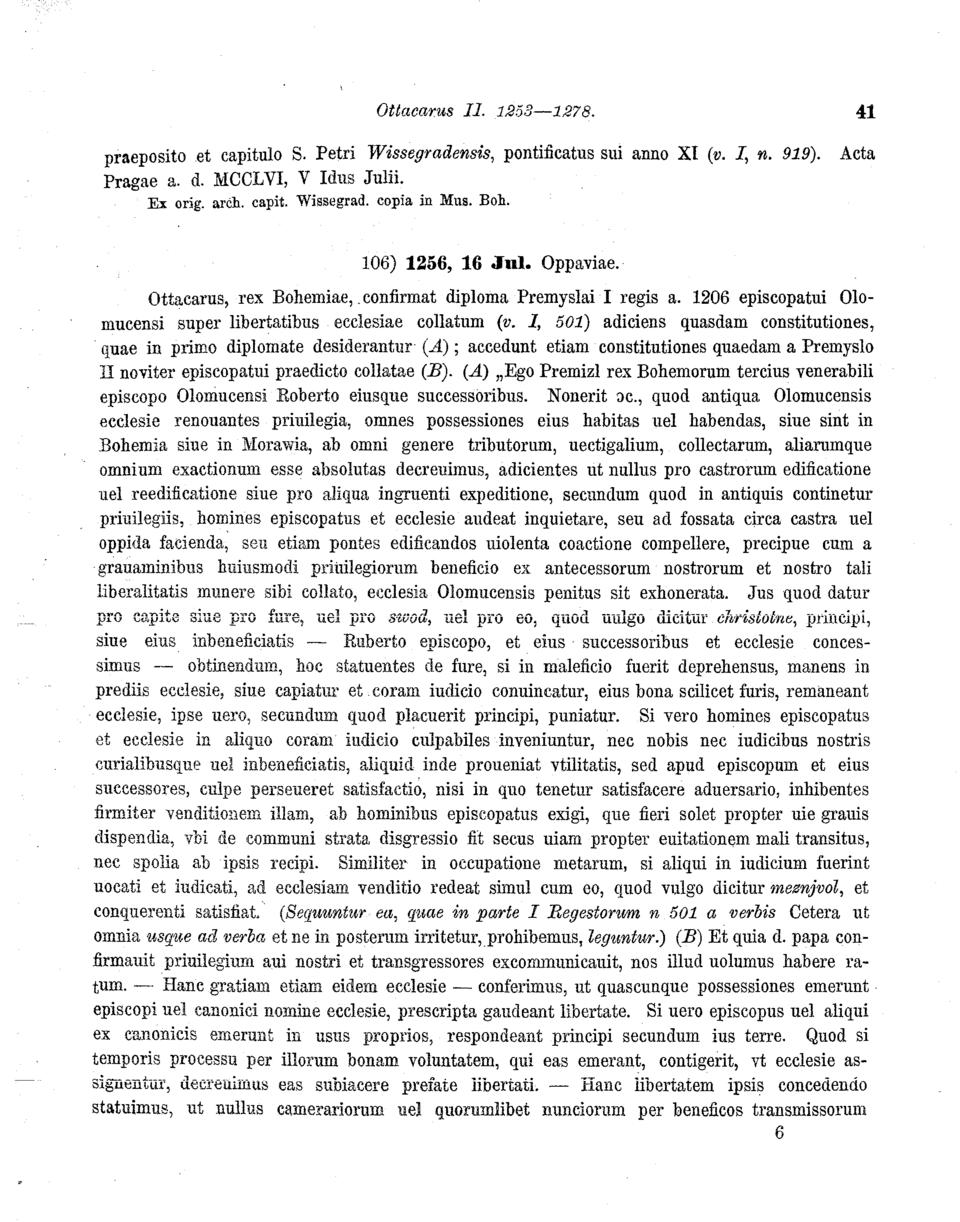 Ottacarus II. 1253—1278. 41
praeposito et capitulo S. Petri Wissegradensis, pontificatus sui anno XI (v. I, n. 919). Acta
Pragae a. d. MCCLVI, V Idus Julii.
Ex orig. arch. capit. Wissegrad. copia in Mus. Boh.
106) 1256, 16 Jul. Oppaviae.
Ottacarus, rex Bohemiae, confirmat diploma Premyslai I regis a. 1206 episcopatui Olo-
mucensi super libertatibus ecclesiae collatum (v. I, 501) adiciens quasdam constitutiones,
quae in primo diplomate desiderantur (A); accedunt etiam constitutiones quaedam a Premyslo
II noviter episcopatui praedicto collatae (B). (A) „Ego Premizl rex Bohemorum tercius venerabili
episcopo Olomucensi Roberto eiusque successoribus. Nonerit ɔc., quod antiqua Olomucensis
ecclesie renouantes priuilegia, omnes possessiones eius habitas uel habendas, siue sint in
Bohemia siue in Morawia, ab omni genere tributorum, uectigalium, collectarum, aliarumque
omnium exactionum esse absolutas decreuimus, adicientes ut nullus pro castrorum edificatione
uel reedificatione siue pro aliqua ingruenti expeditione, secundum quod in antiquis continetur
priuilegiis, homines episcopatus et ecclesie audeat inquietare, seu ad fossata circa castra uel
oppida facienda, seu etiam pontes edificandos uiolenta coactione compellere, precipue cum a
grauaminibus huiusmodi priuilegiorum beneficio ex antecessorum nostrorum et nostro tali
liberalitatis munere sibi collato, ecclesia Olomucensis penitus sit exhonerata. Jus quod datur
pro capite siue pro fure, uel pro swod, uel pro eo, quod uulgo dicitur christoine, principi,
siue eius inbeneficiatis — Ruberto episcopo, et eius successoribus et ecclesie conces-
simus — obtinendum, hoc statuentes de fure, si in maleficio fuerit deprehensus, manens in
prediis ecclesie, siue capiatur et coram iudicio conuincatur, eius bona scilicet furis, remaneant
ecclesie, ipse uero, secundum quod placuerit principi, puniatur. Si vero homines episcopatus
et ecclesie in aliquo coram iudicio culpabiles inveniuntur, nec nobis nec iudicibus nostris
curialibusque uel inbeneficiatis, aliquid inde proueniat vtilitatis, sed apud episcopum et eius
successores, culpe perseueret satisfactio, nisi in quo tenetur satisfacere aduersario, inhibentes
firmiter venditionem illam, ab hominibus episcopatus exigi, que fieri solet propter uie grauis
dispendia, vbi de communi strata disgressio fit secus uiam propter euitationem mali transitus,
nec spolia ab ipsis recipi. Similiter in occupatione metarum, si aliqui in iudicium fuerint
uocati et iudicati, ad ecclesiam venditio redeat simul cum eo, quod vulgo dicitur meznjvol, et
conquerenti satisfiat. (Sequuntur ea, quae in parte I Regestorum n 501 a verbis Cetera ut
omnia usque ad verba et ne in posterum irritetur, prohibemus, leguntur.) (B) Et quia d. papa con-
firmauit priuilegium aui nostri et transgressores excommunicauit, nos illud uolumus habere ra-
tum. — Hanc gratiam etiam eidem ecclesie — conferimus, ut quascunque possessiones emerunt
episcopi uel canonici nomine ecclesie, prescripta gaudeant libertate. Si uero episcopus uel aliqui
ex canonicis emerunt in usus proprios, respondeant principi secundum ius terre. Quod si
temporis processu per illorum bonam voluntatem, qui eas emerant, contigerit, vt ecclesie as-
signentur, decreuimus eas subiacere prefate libertati. — Hanc libertatem ipsis concedendo
statuimus, ut nullus camerariorum uel quorumlibet nunciorum per beneficos transmissorum
6